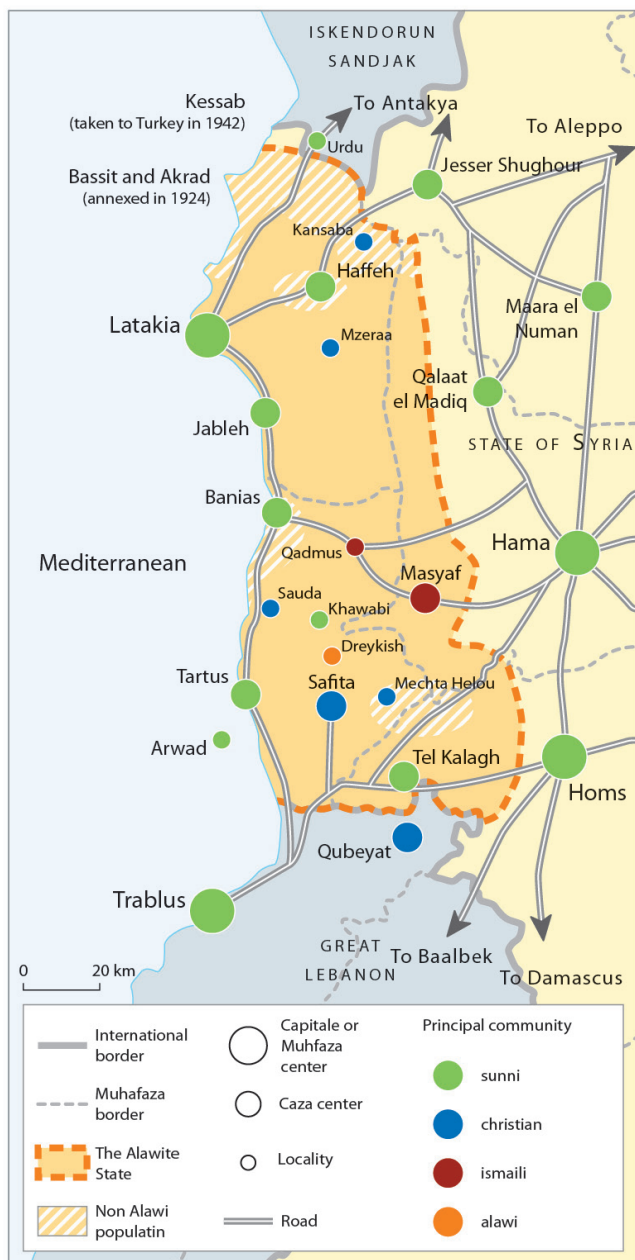 ISKENDORUN
SANDJAK
Kessab
(taken to Turkey in 1942)
To Antakya
To Aleppo
Urdu
Jesser Shughour
Bassit and Akrad
(annexed in 1924)
Kansaba
Haffeh
Maara el
Numan
Latakia
Mzeraa
Qalaat
el Madiq
Jableh
STATE OF SYRIA
Banias
Hama
Qadmus
Mediterranean
Masyaf
Sauda
Khawabi
Dreykish
Tartus
Safita
Mechta Helou
Arwad
Tel Kalagh
Homs
Qubeyat
Trablus
GREAT
LEBANON
To Baalbek
To Damascus
0 20 km
International
border
Capitale or
Muhfaza
center
Principal community
sunni
Muhafaza
border
Caza center
christian
The Alawite
State
Locality
ismaili
Non Alawi
populatin
Road
alawi